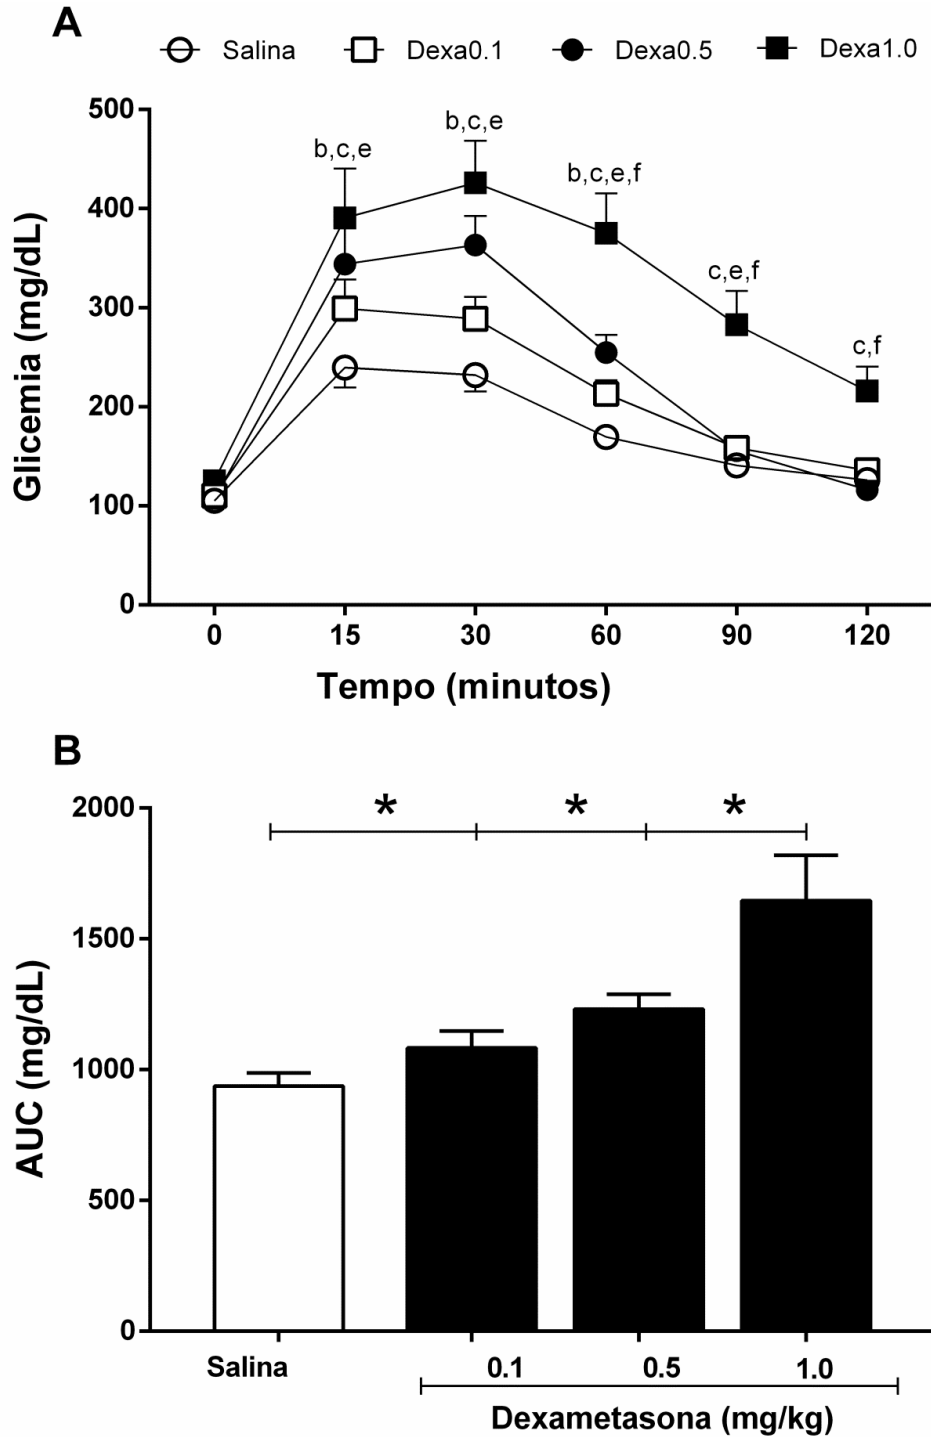 A
Salina Dexa0.1 Dexa0.5 Dexa1.0
Glicemia (mg/dL)
500
400
300
200
100
0
b,c,e
b,c,e
b,c,e,f
c,e,f
c,f
0 15 30 60 90 120
Tempo (minutos)
B
AUC (mg/dL)
2000
1500
1000
500
0
* * *
Salina 0.1 0.5 1.0
Dexametasona (mg/kg)